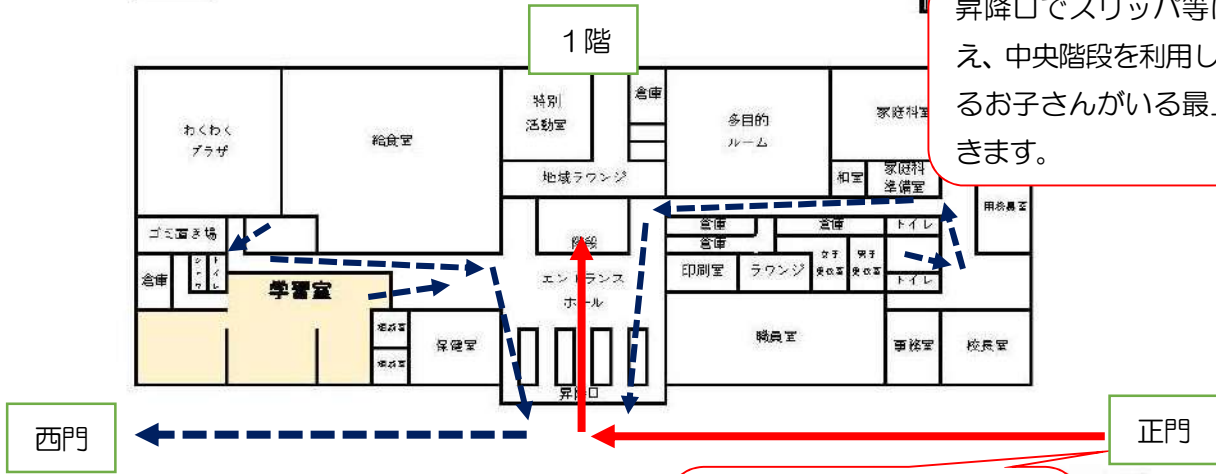 昇降口でスリッパ等に
え、中央階段を利用し
るお子さんがいる最上
きます。
1階
わくわく
プラザ
給食室
特別
活動室
倉庫
多目的
ルーム
家庭科室
地域ラウンジ
和室
家庭科
準備室
用務員室
ゴミ置き場
階段
倉庫
倉庫
トイレ
倉庫
倉庫
トイレ
学習室
エントランス
ホール
印刷室
ラウンジ
女子
更衣室
男子
更衣室
トイレ
相談室
相談室
保健室
職員室
事務室
校長室
昇降口
西門
正門